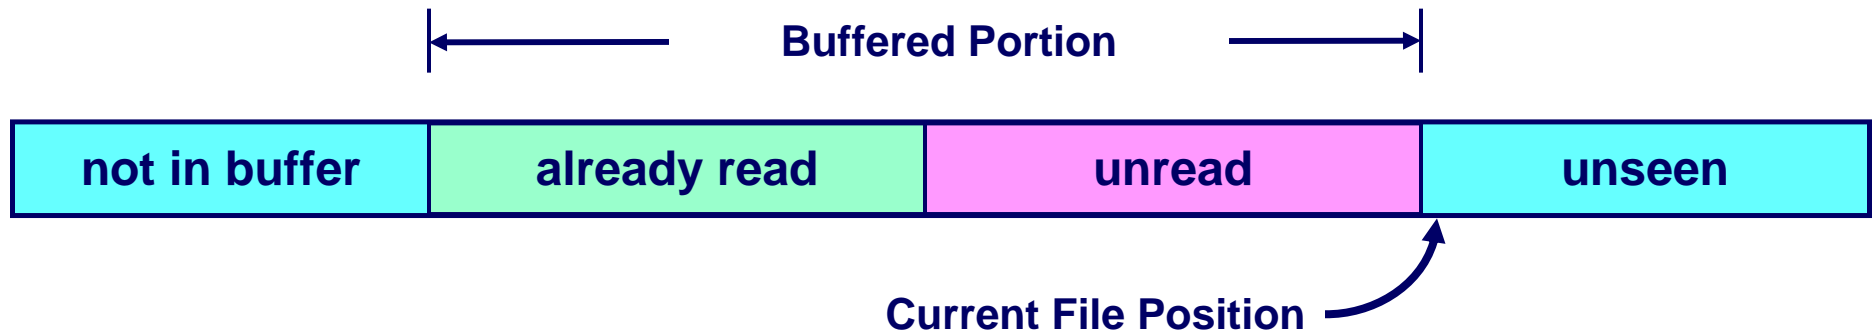 Buffered Portion
not in buffer
already read
unread
unseen
Current File Position